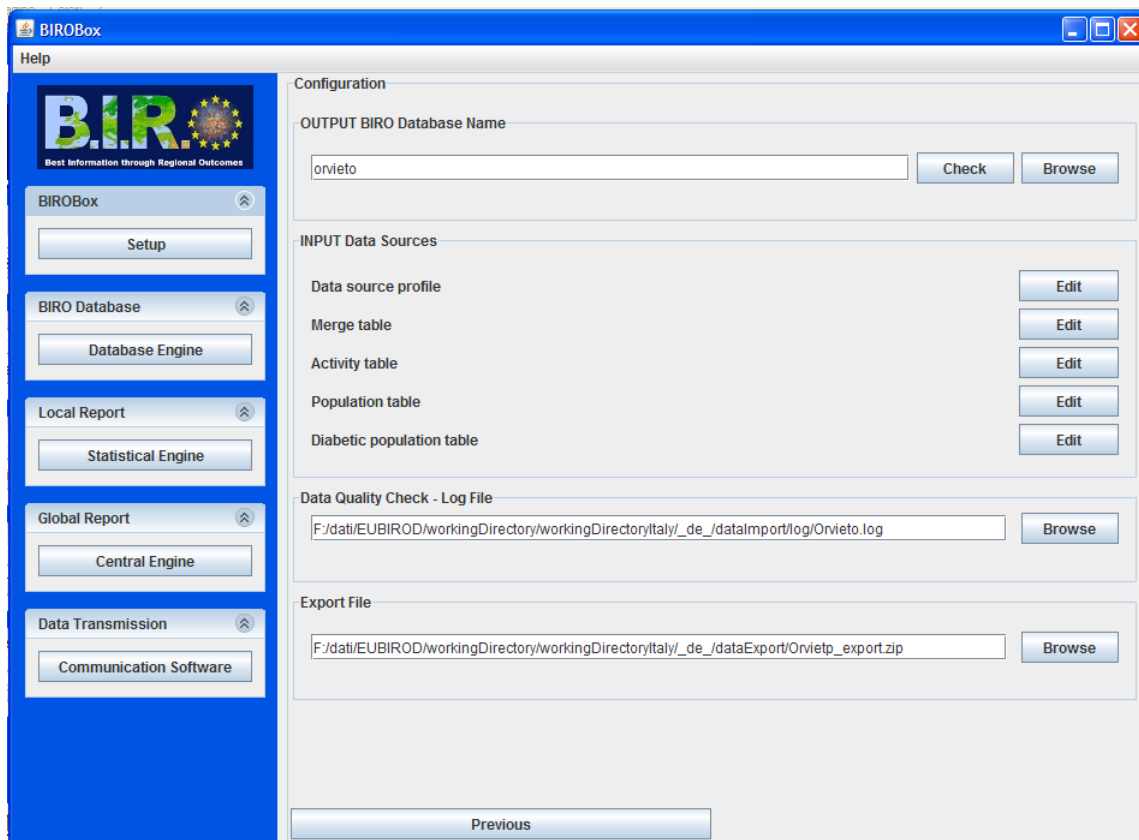 BIROBox
Help
B.I.R.O
Best Information through Regional Outcomes
BIROBox
Setup
BIRO Database
Database Engine
Local Report
Statistical Engine
Global Report
Central Engine
Data Transmission
Communication Software
Configuration
OUTPUT BIRO Database Name
orvieto Check Browse
INPUT Data Sources
Data source profile Edit
Merge table Edit
Activity table Edit
Population table Edit
Diabetic population table Edit
Data Quality Check - Log File
F:/dati/EUBIROD/workingDirectory/workingDirectoryItaly/_de_/dataImport/log/Orvieto.log Browse
Export File
F:/dati/EUBIROD/workingDirectory/workingDirectoryItaly/_de_/dataExport/Orvietp_export.zip Browse
Previous